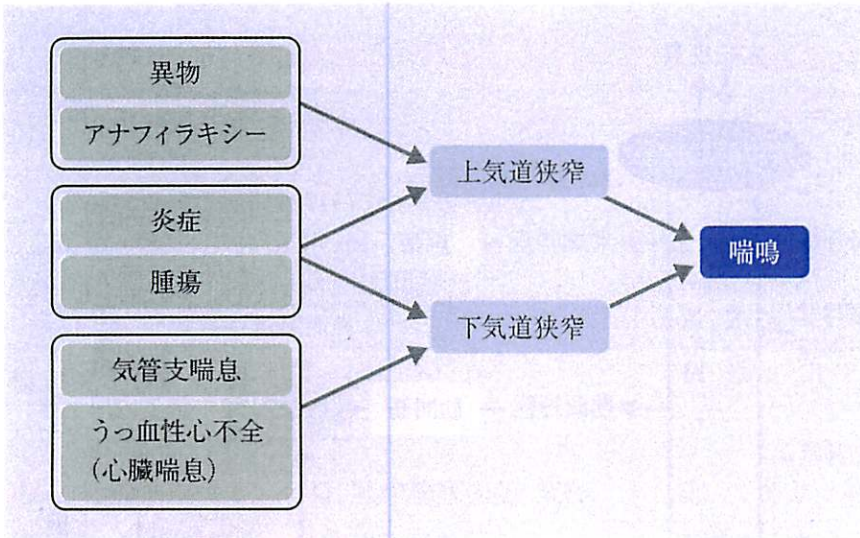 異物
アナフィラキシー
炎症
腫瘍
気管支喘息
うっ血性心不全
(心臓喘息)
上気道狭窄
下気道狭窄
喘鳴